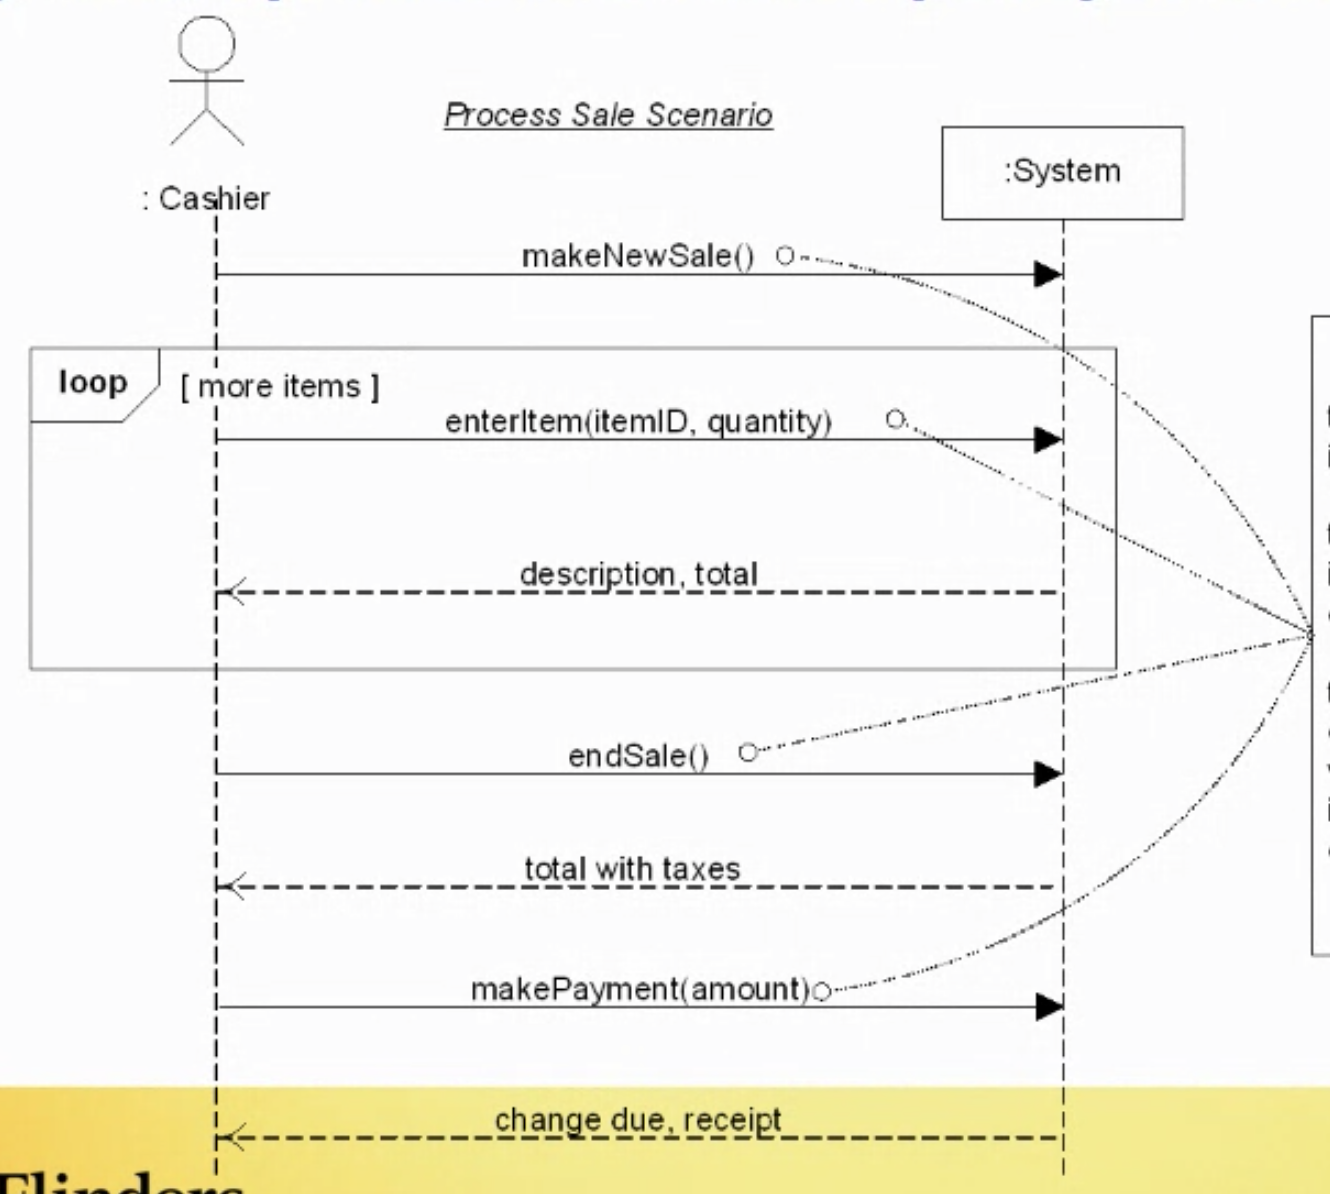 Process Sale Scenario
:System
: Cashier
makeNewSale()
loop
[ more items ]
enterItem(itemID, quantity)
description, total
endSale()
total with taxes
makePayment(amount)
change due, receipt
Flinders